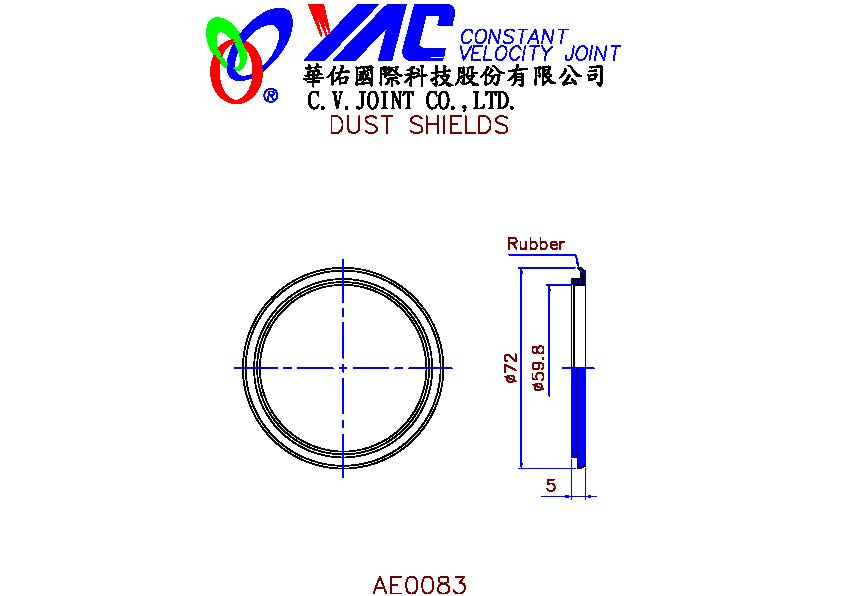 YAC CONSTANT
VELOCITY JOINT
®
華佑國際科技股份有限公司
C.V.JOINT CO.,LTD.
DUST SHIELDS
Rubber
ø72
ø59.8
5
AE0083